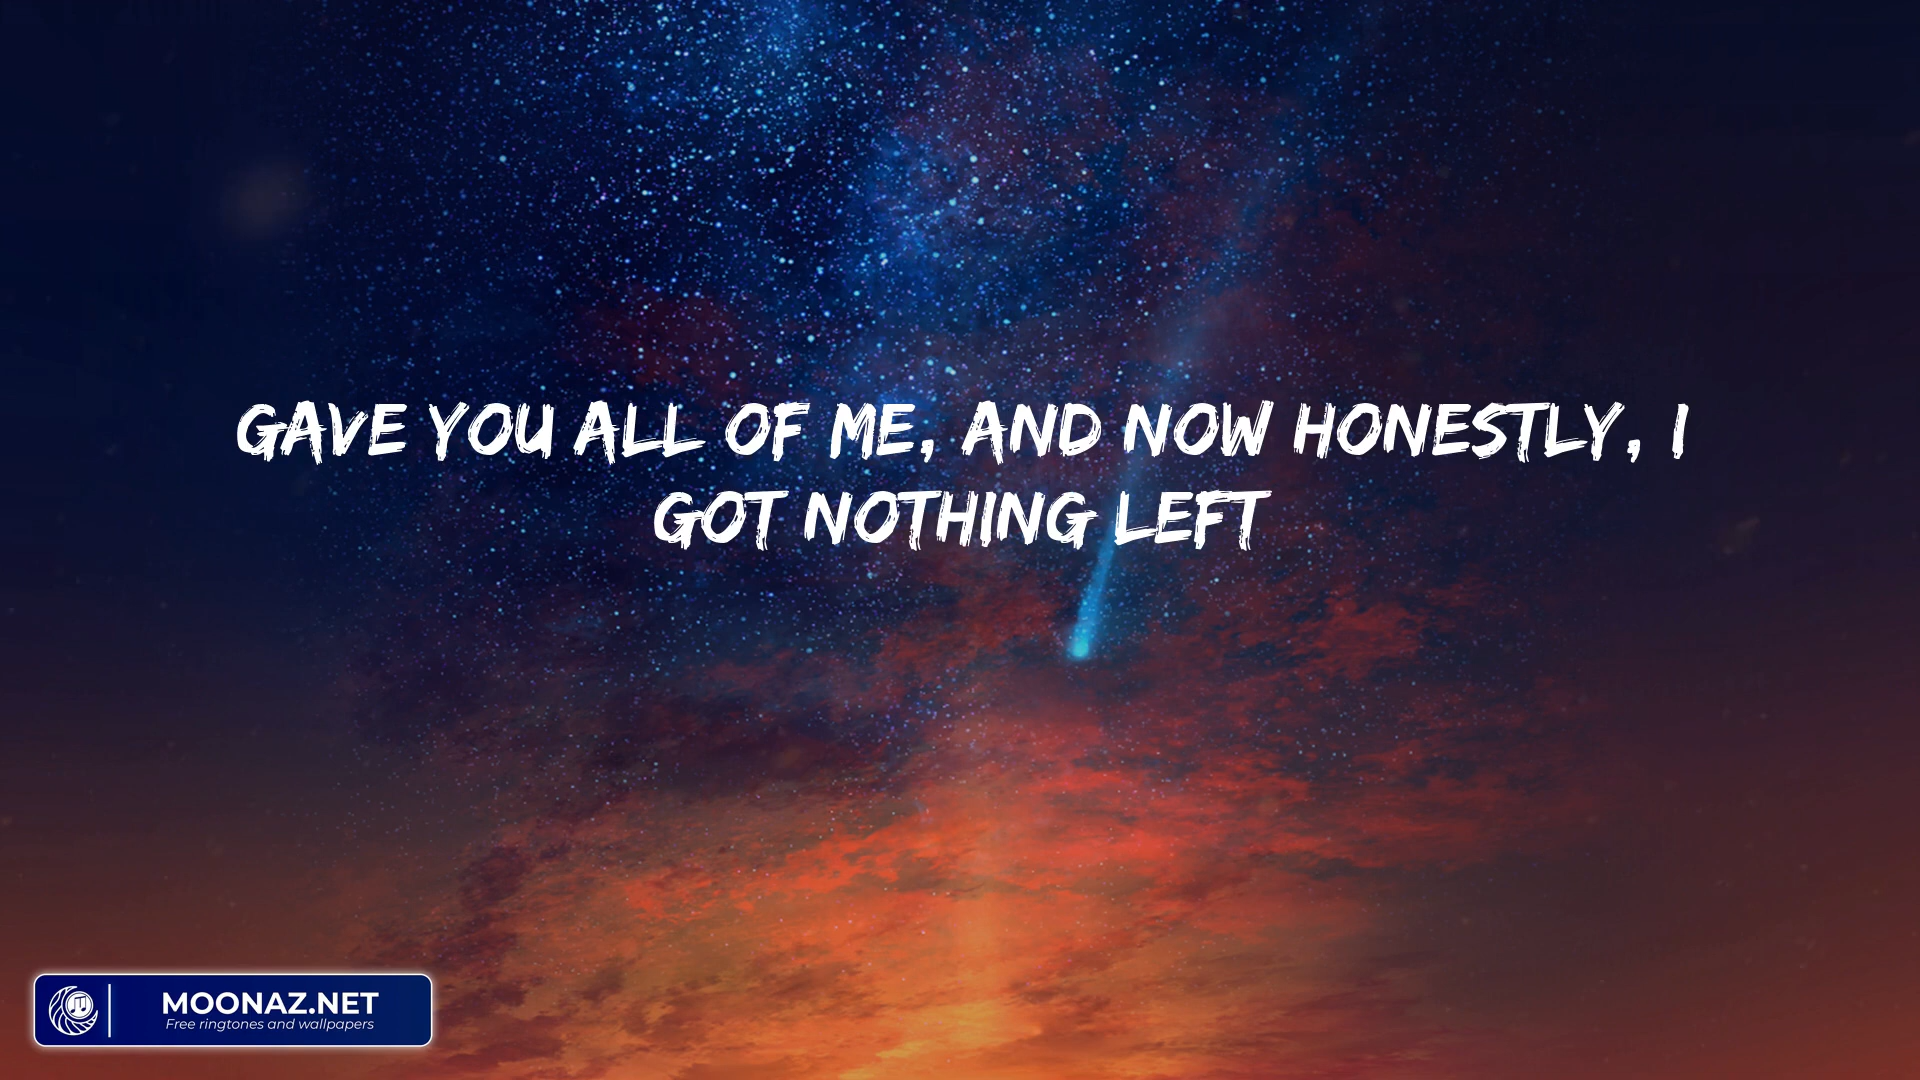 GAVE YOU ALL OF ME, AND NOW HONESTLY, I
GOT NOTHING LEFT
MOONAZ.NET
Free ringtones and wallpapers